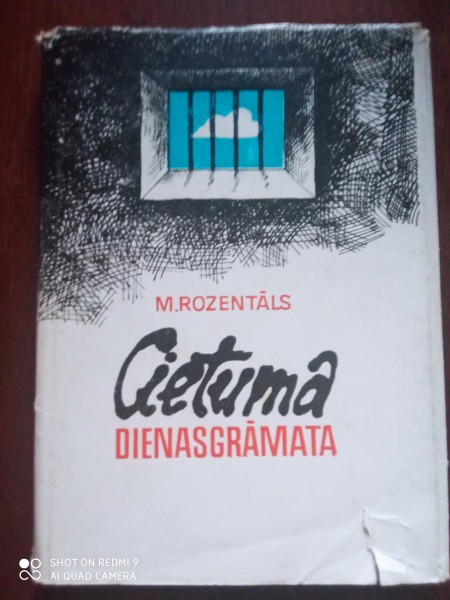 M.ROZENTĀLS
Cietuma
DIENASGRĀMATA
SHOT ON REDMI 9
AI QUAD CAMERA